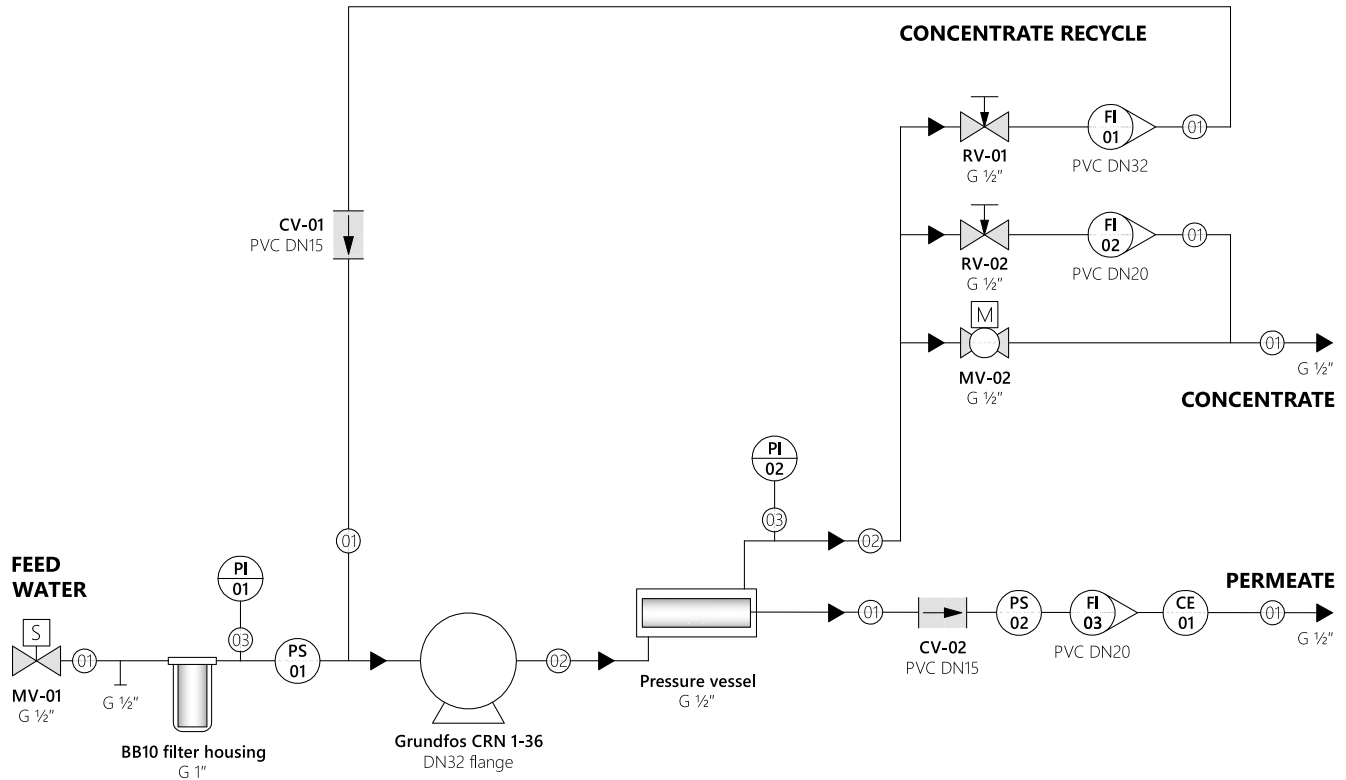 CONCENTRATE RECYCLE
FI
01
01
RV-01
G ½"
PVC DN32
CV-01
PVC DN15
FI
02
01
RV-02
G ½"
PVC DN20
M
01
G ½"
MV-02
G ½"
CONCENTRATE
PI
02
03
02
01
FEED
WATER
PI
01
03
S
01
PS
01
MV-01
G ½"
G ½"
BB10 filter housing
G 1"
02
Grundfos CRN 1-36
DN32 flange
Pressure vessel
G ½"
PERMEATE
01
CV-02
PVC DN15
PS
02
FI
03
PVC DN20
CE
01
01
G ½"